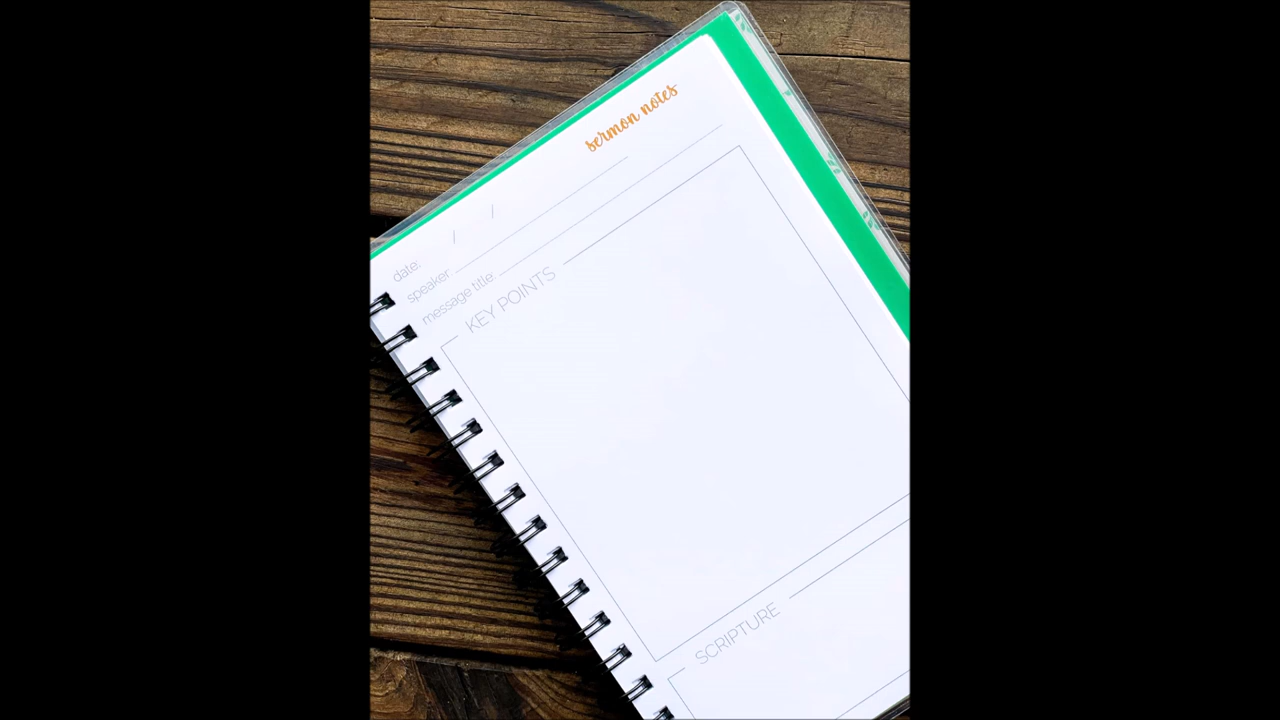 sermon notes
date: / /
speaker:
message title:
KEY POINTS
SCRIPTURE